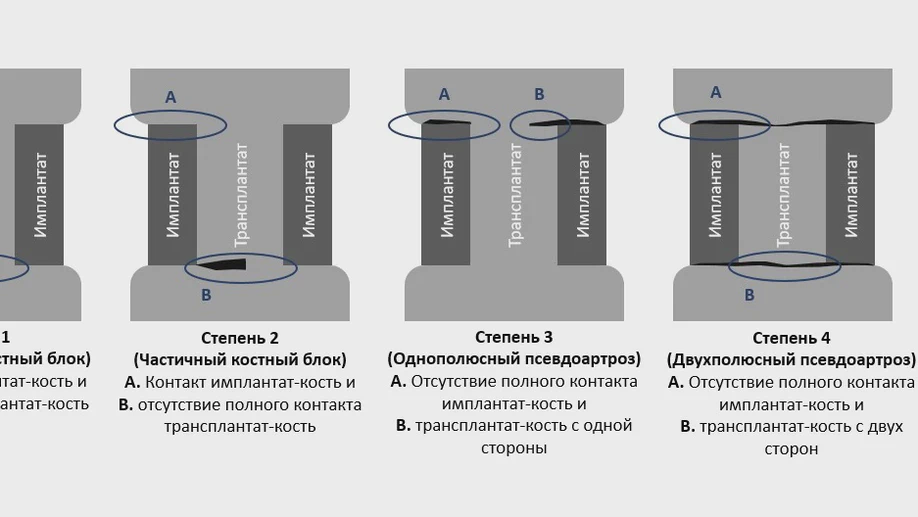 A
A
B
A
Имплантат
Имплантат
Трансплантат
Имплантат
Имплантат
Трансплантат
Имплантат
Имплантат
Трансплантат
Имплантат
B
B
1
стный блок)
тат-кость и
антат-кость
Степень 2
(Частичный костный блок)
A. Контакт имплантат-кость и
B. отсутствие полного контакта
трансплантат-кость
Степень 3
(Однополюсный псевдоартроз)
A. Отсутствие полного контакта
имплантат-кость и
B. трансплантат-кость с одной
стороны
Степень 4
(Двухполюсный псевдоартроз)
A. Отсутствие полного контакта
имплантат-кость и
B. трансплантат-кость с двух
сторон